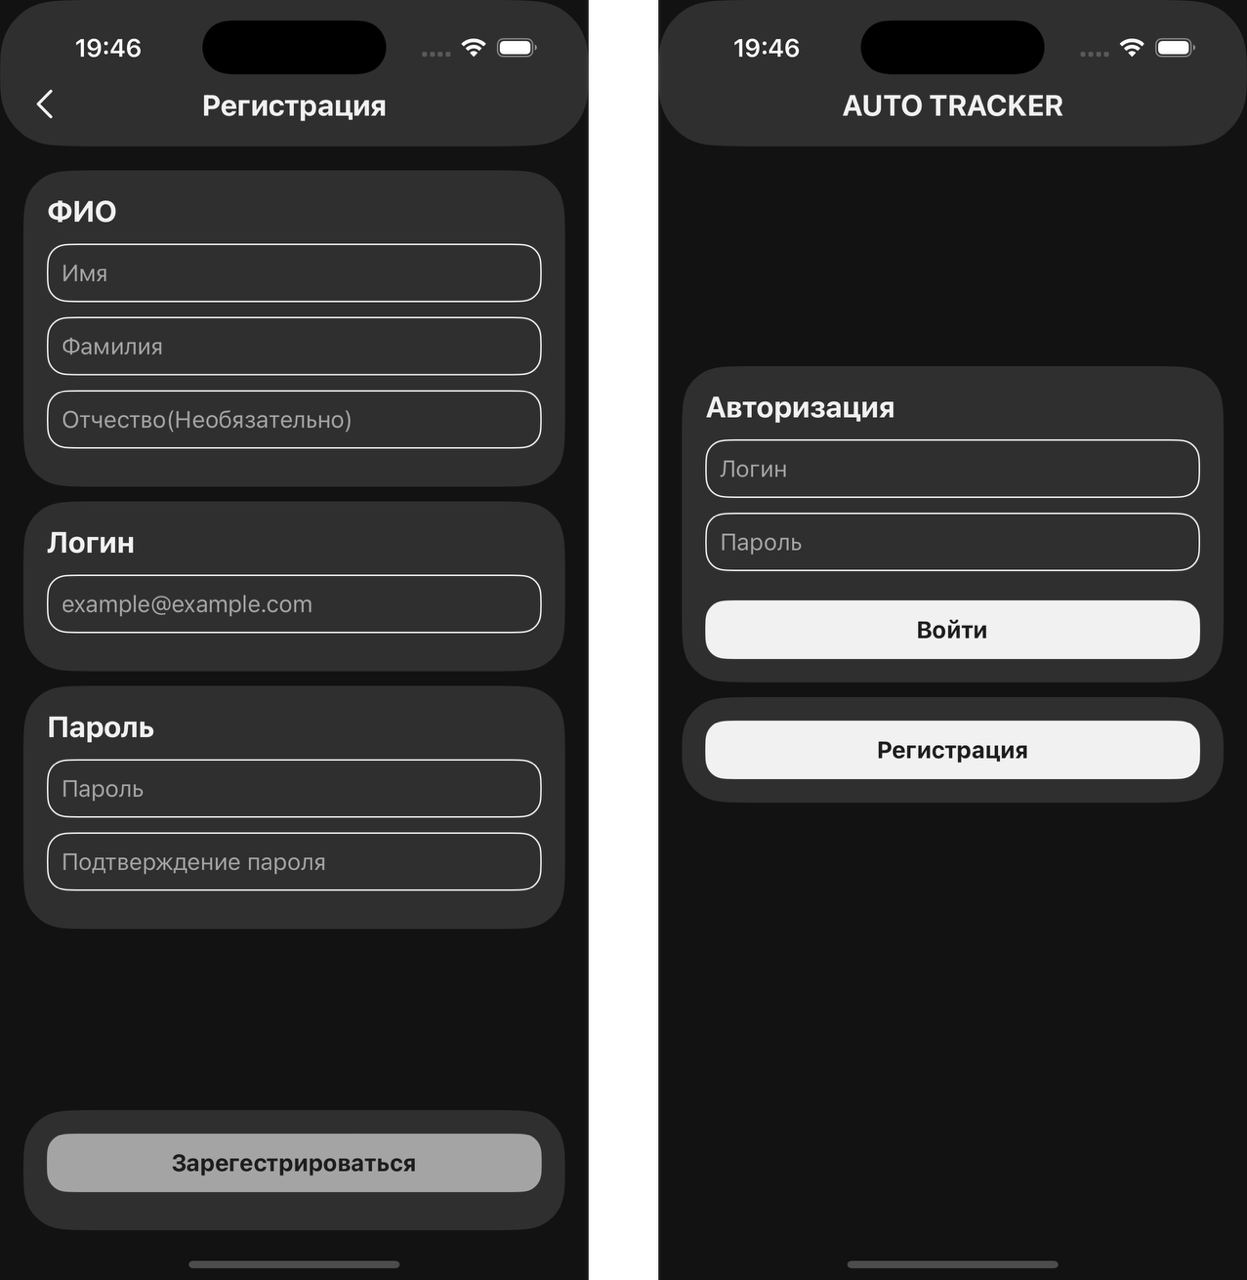 19:46
Регистрация
ФИО
Имя
Фамилия
Отчество(Необязательно)
Логин
example@example.com
Пароль
Пароль
Подтверждение пароля
Зарегестрироваться
19:46
AUTO TRACKER
Авторизация
Логин
Пароль
Войти
Регистрация